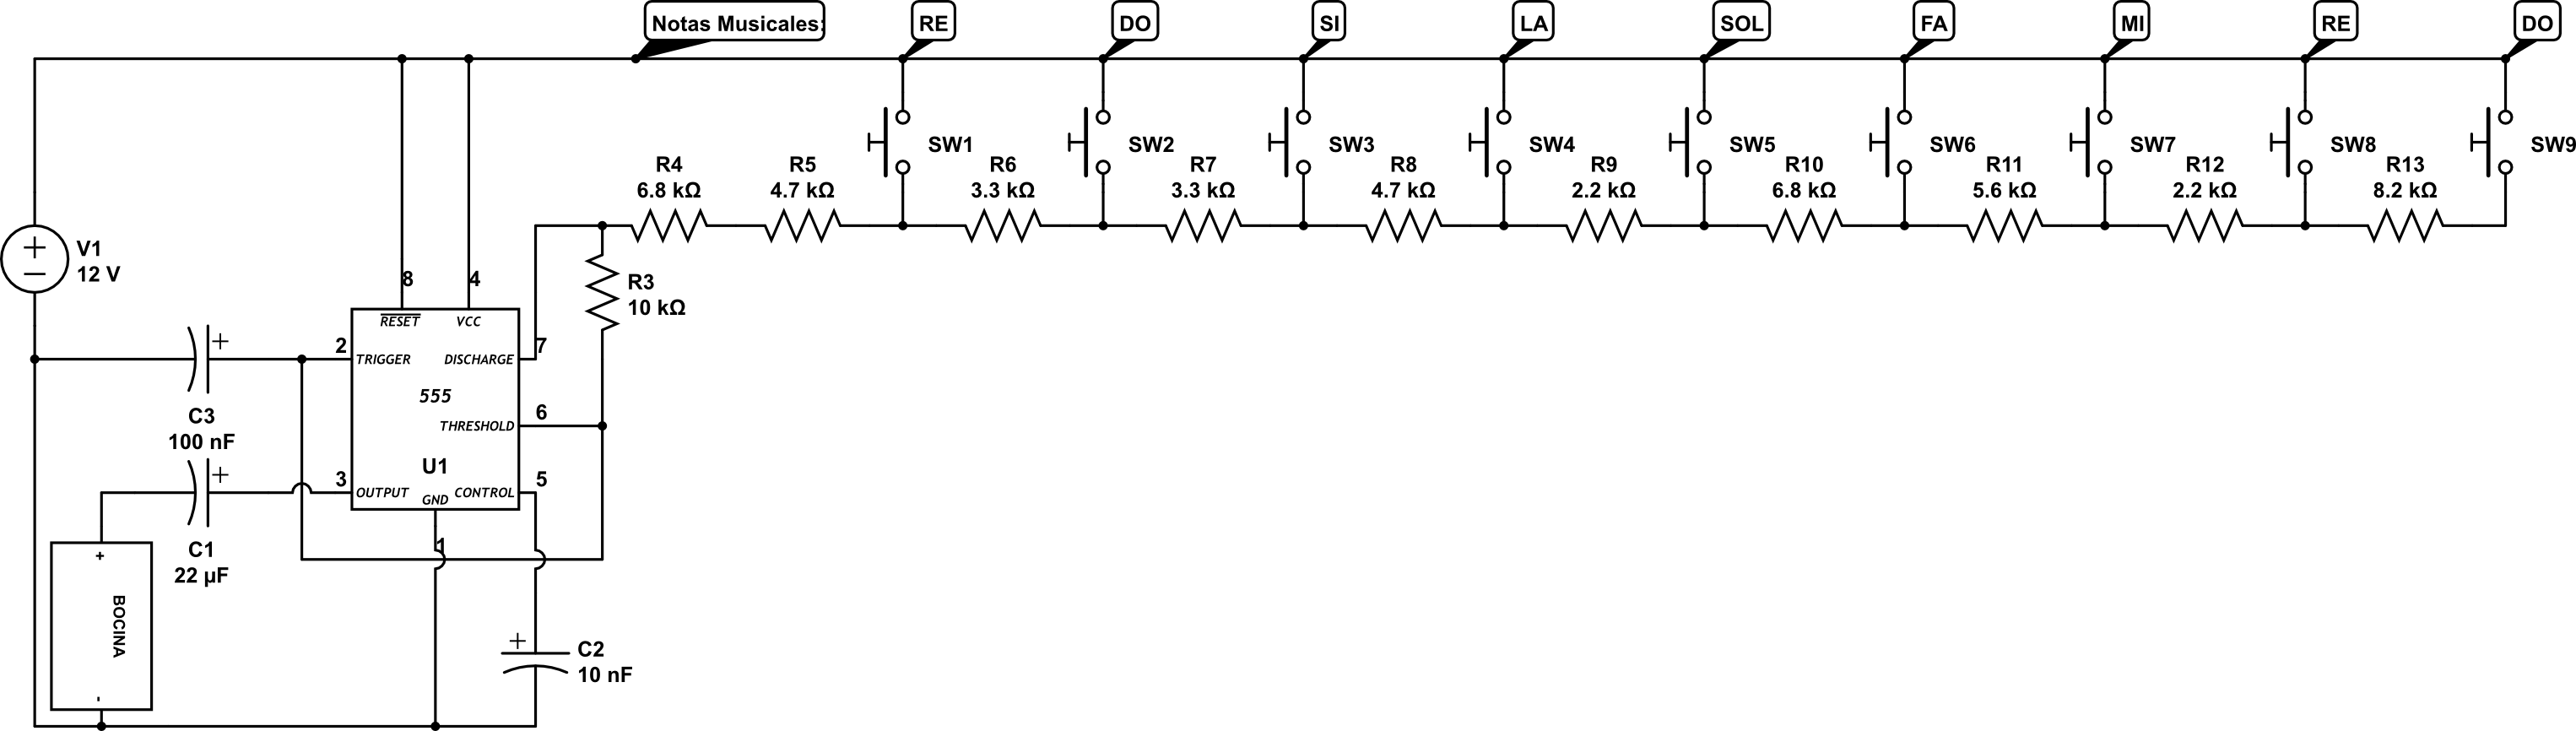 Notas Musicales:
RE
DO
SI
LA
SOL
FA
MI
RE
DO
SW1
SW2
SW3
SW4
SW5
SW6
SW7
SW8
SW9
R4
6.8 kΩ
R5
4.7 kΩ
R6
3.3 kΩ
R7
3.3 kΩ
R8
4.7 kΩ
R9
2.2 kΩ
R10
6.8 kΩ
R11
5.6 kΩ
R12
2.2 kΩ
R13
8.2 kΩ
+
−
V1
12 V
8
4
R3
10 kΩ
RESET
VCC
+
2
7
TRIGGER
DISCHARGE
555
C3
100 nF
6
THRESHOLD
U1
+
3
5
OUTPUT
GND
CONTROL
1
C1
22 µF
+
BOCINA
-
+
C2
10 nF